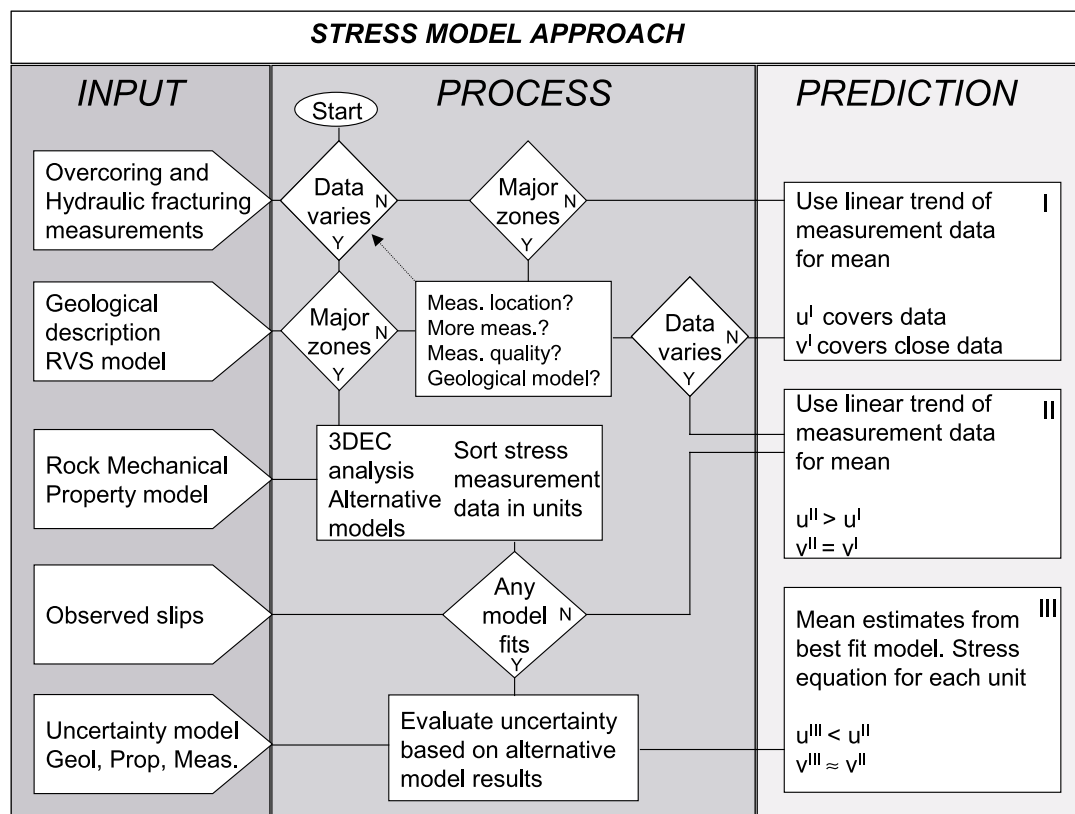 STRESS MODEL APPROACH
INPUT
PROCESS
PREDICTION
Start
Overcoring and
Hydraulic fracturing
measurements
Data
varies
N
Y
Major
zones
N
Y
Use linear trend of
measurement data
for mean
I
uᴵ covers data
vᴵ covers close data
Geological
description
RVS model
Major
zones
N
Y
Meas. location?
More meas.?
Meas. quality?
Geological model?
Data
varies
N
Y
Use linear trend of
measurement data
for mean
II
uᴵᴵ > uᴵ
vᴵᴵ = vᴵ
Rock Mechanical
Property model
3DEC
analysis
Alternative
models
Sort stress
measurement
data in units
Observed slips
Any
model
fits
N
Y
Mean estimates from
best fit model. Stress
equation for each unit
III
uᴵᴵᴵ < uᴵᴵ
vᴵᴵᴵ ≈ vᴵᴵ
Uncertainty model
Geol, Prop, Meas.
Evaluate uncertainty
based on alternative
model results